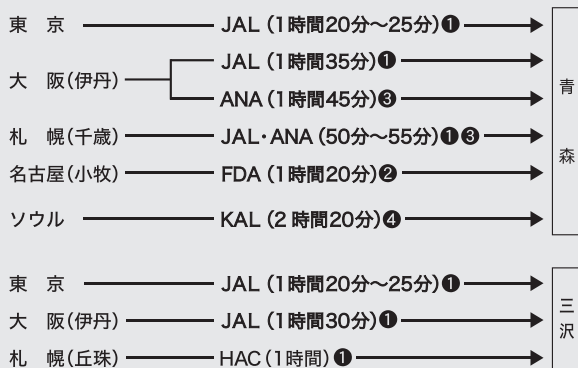 東　京 JAL（1時間20分～25分）❶
大　阪（伊丹） JAL（1時間35分）❶
ANA（1時間45分）❸
札　幌（千歳） JAL・ANA（50分～55分）❶❸
名古屋（小牧） FDA（1時間20分）❷
ソウル KAL（2 時間20分）❹
青森
東　京 JAL（1時間20分～25分）❶
大　阪（伊丹） JAL（1時間30分）❶
札　幌（丘珠） HAC（1時間）❶
三沢